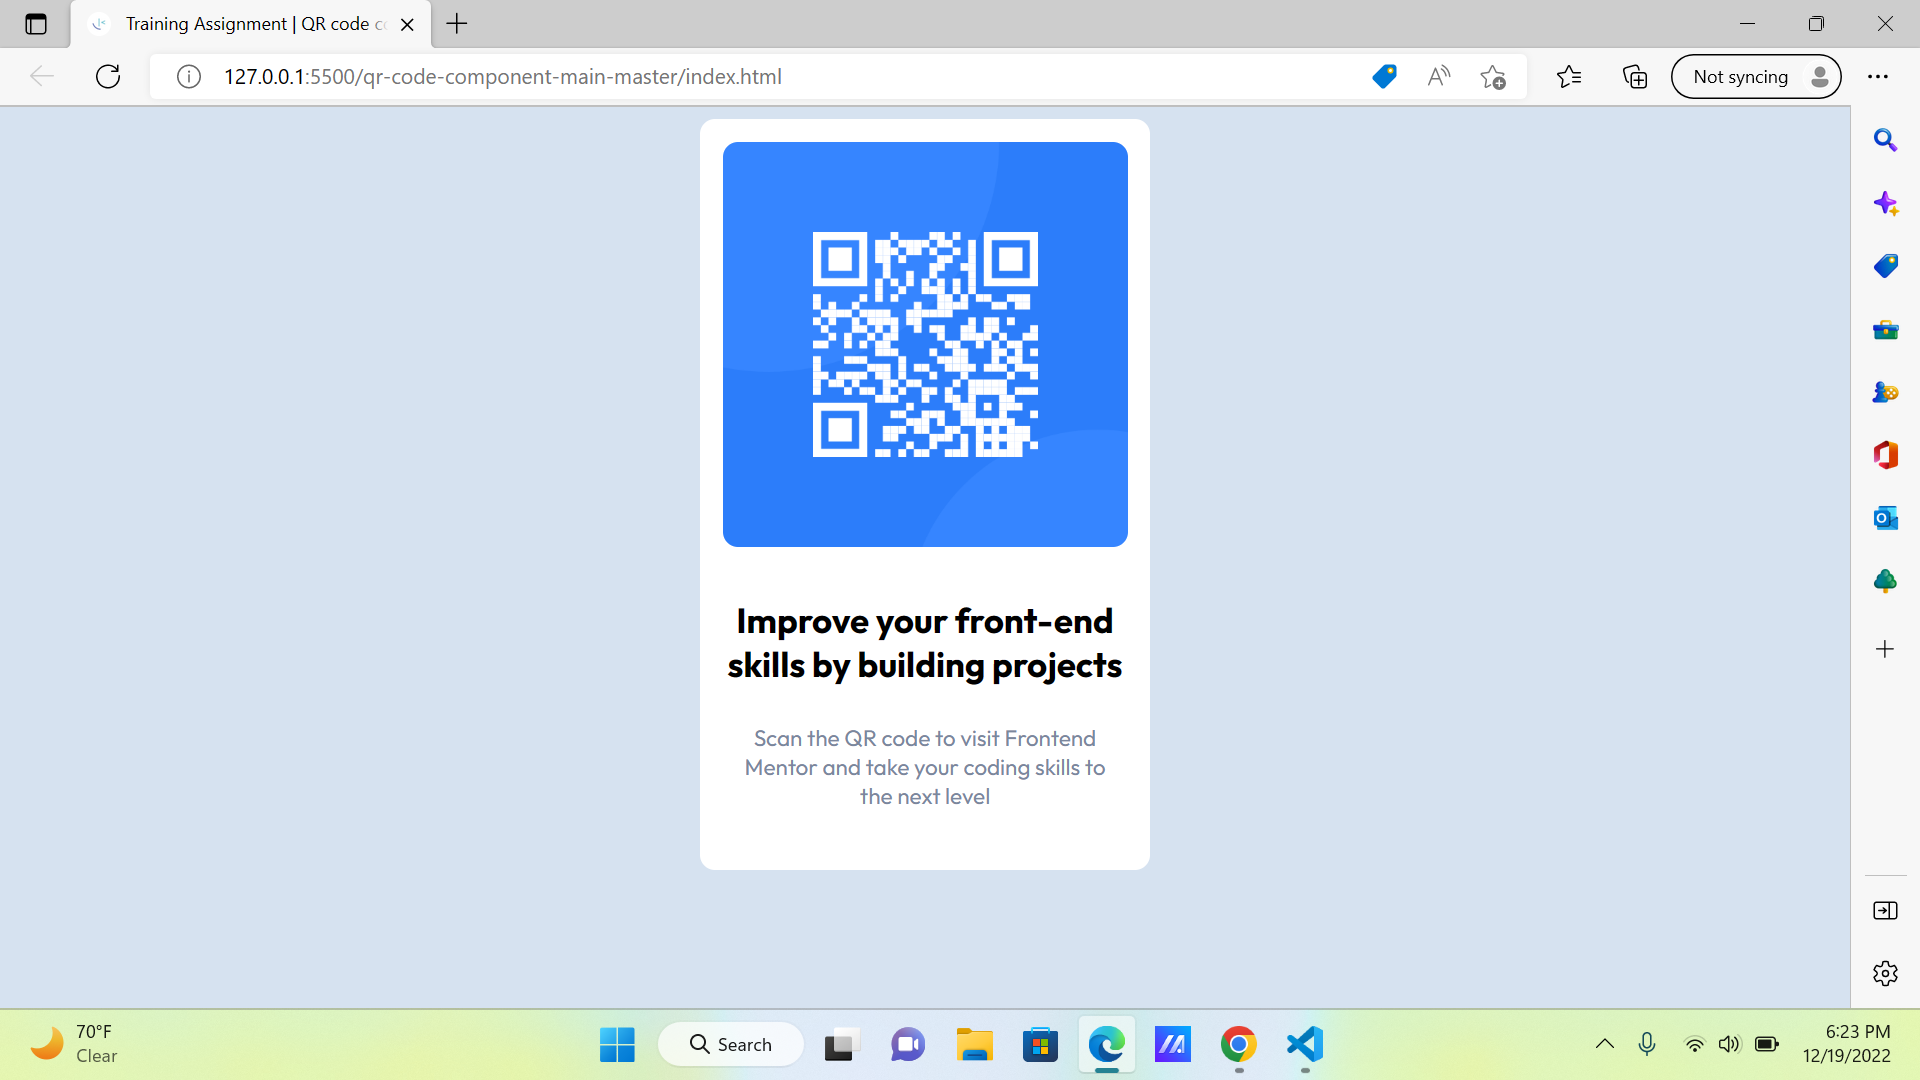 Training Assignment | QR code co
127.0.0.1:5500/qr-code-component-main-master/index.html
Not syncing
Improve your front-end
skills by building projects
Scan the QR code to visit Frontend
Mentor and take your coding skills to
the next level
70°F
Clear
Search
6:23 PM
12/19/2022